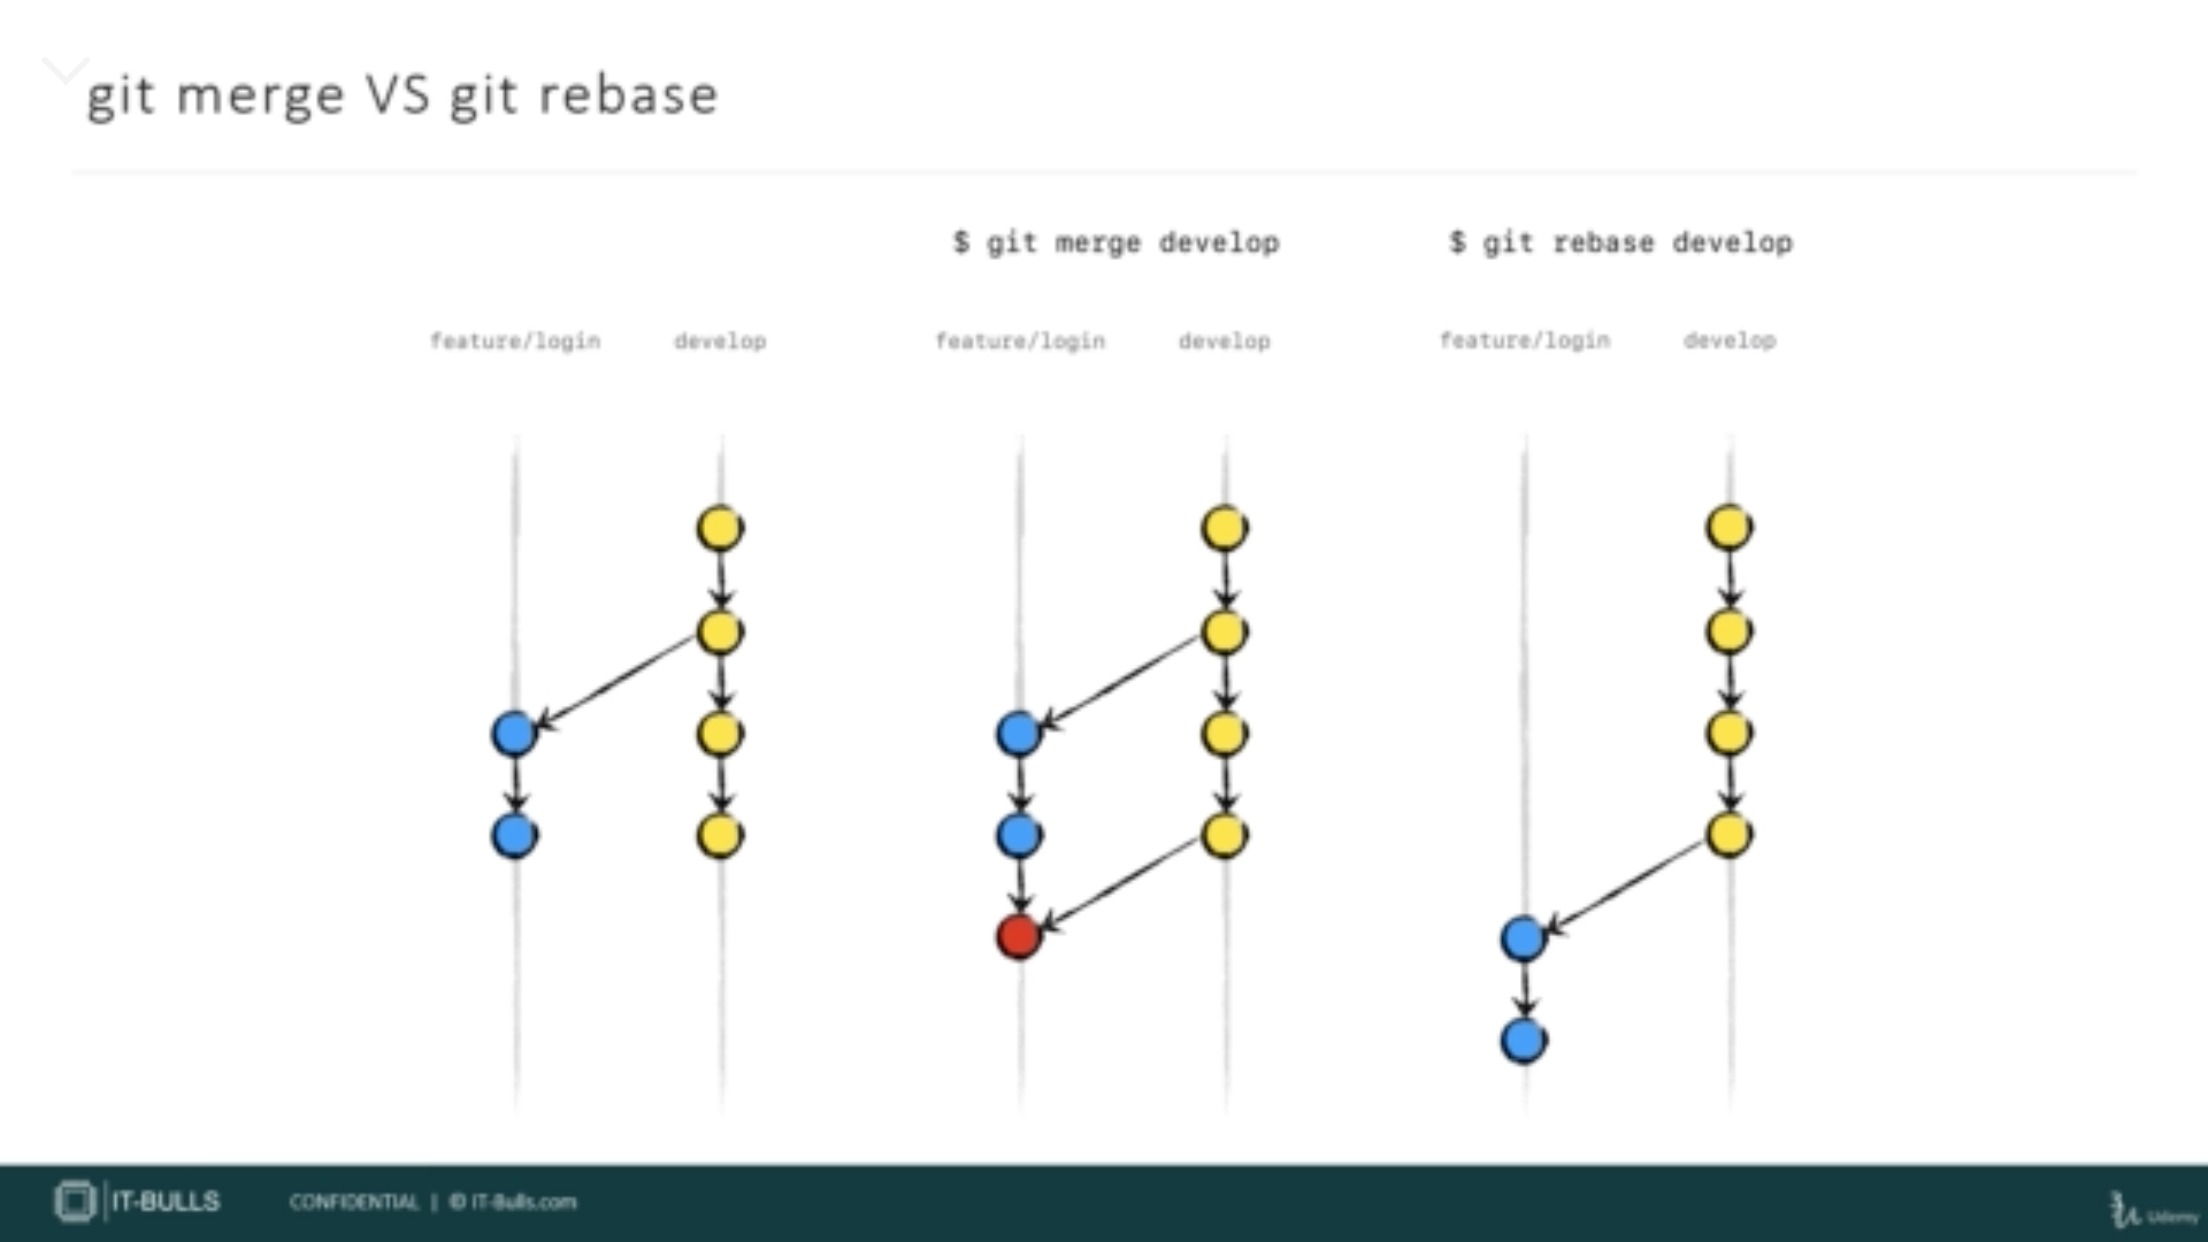 git merge VS git rebase
$ git merge develop
$ git rebase develop
feature/login
develop
feature/login
develop
feature/login
develop
IT-BULLS
CONFIDENTIAL | © IT-Bulls.com
Udemy